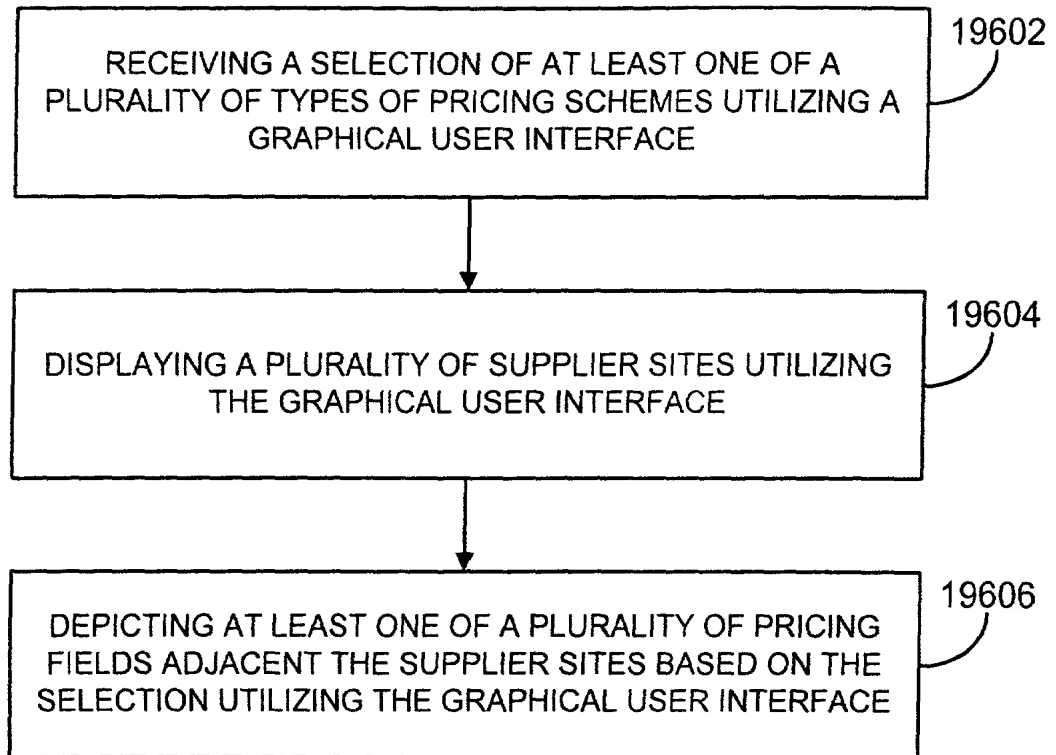 19602
RECEIVING A SELECTION OF AT LEAST ONE OF A
PLURALITY OF TYPES OF PRICING SCHEMES UTILIZING A
GRAPHICAL USER INTERFACE
19604
DISPLAYING A PLURALITY OF SUPPLIER SITES UTILIZING
THE GRAPHICAL USER INTERFACE
19606
DEPICTING AT LEAST ONE OF A PLURALITY OF PRICING
FIELDS ADJACENT THE SUPPLIER SITES BASED ON THE
SELECTION UTILIZING THE GRAPHICAL USER INTERFACE